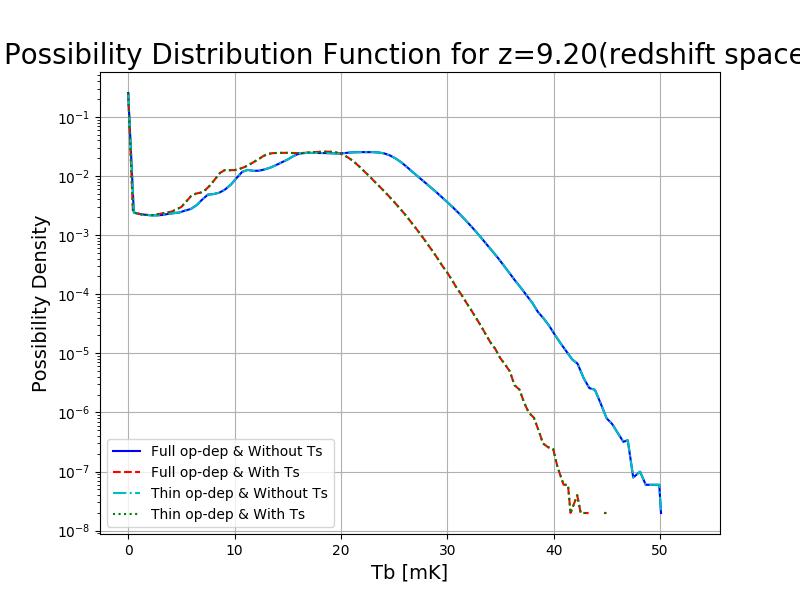 Possibility Distribution Function for z=9.20(redshift space
Possibility Density
10⁻¹
10⁻²
10⁻³
10⁻⁴
10⁻⁵
10⁻⁶
10⁻⁷
10⁻⁸
Full op-dep & Without Ts
Full op-dep & With Ts
Thin op-dep & Without Ts
Thin op-dep & With Ts
0 10 20 30 40 50
Tb [mK]